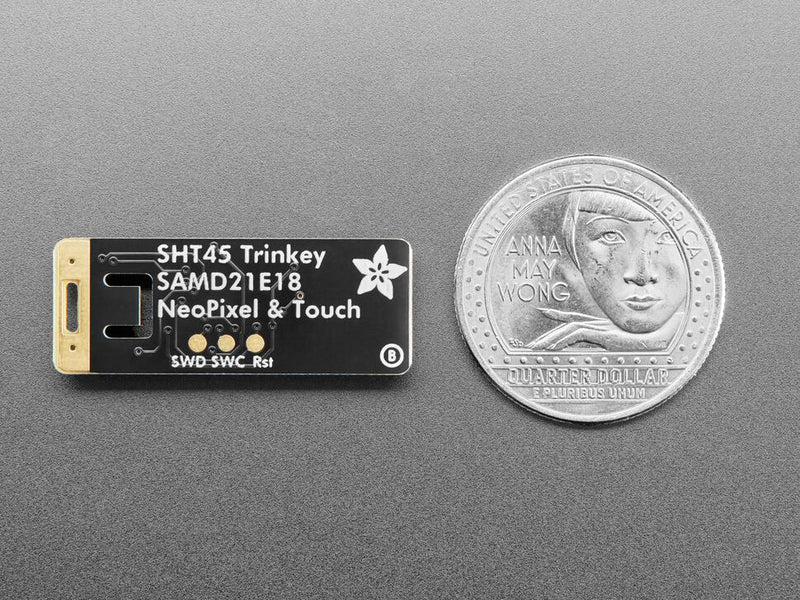 SHT45 Trinkey
SAMD21E18
NeoPixel & Touch
SWD SWC Rst
B
UNITED STATES OF AMERICA
ANNA
MAY
WONG
QUARTER DOLLAR
E PLURIBUS UNUM